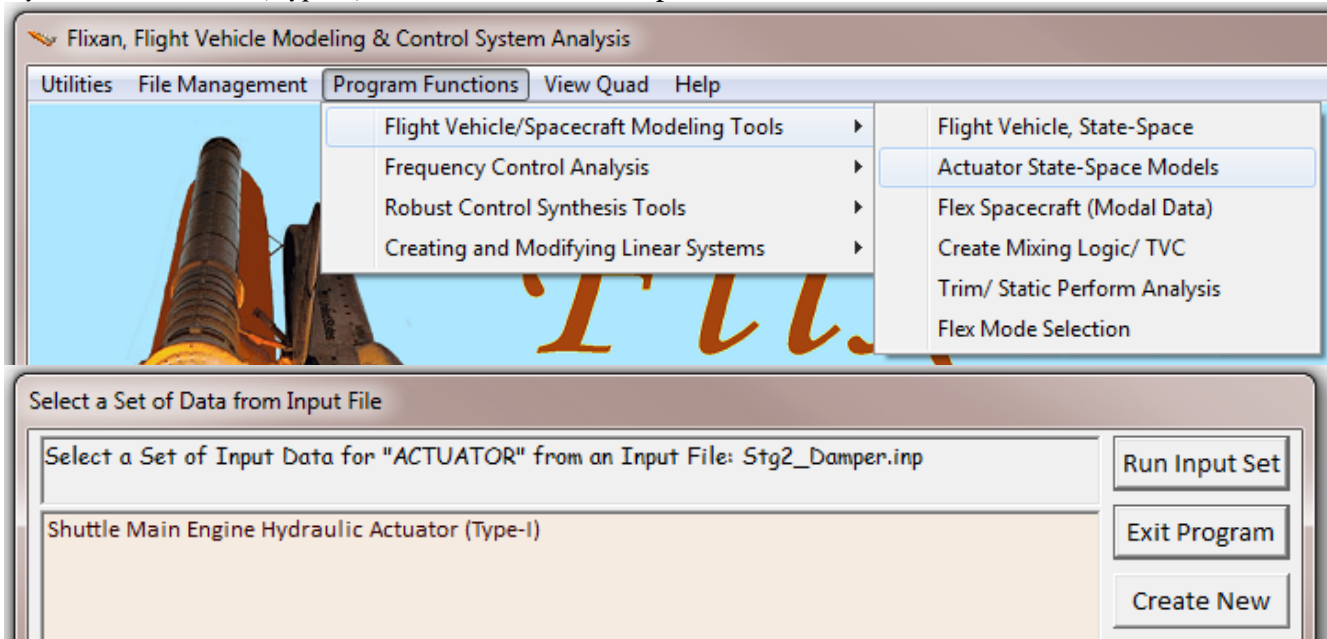 Flixan, Flight Vehicle Modeling & Control System Analysis
Utilities File Management Program Functions View Quad Help
Flight Vehicle/Spacecraft Modeling Tools
Frequency Control Analysis
Robust Control Synthesis Tools
Creating and Modifying Linear Systems
Flight Vehicle, State-Space
Actuator State-Space Models
Flex Spacecraft (Modal Data)
Create Mixing Logic/ TVC
Trim/ Static Perform Analysis
Flex Mode Selection
Select a Set of Data from Input File
Select a Set of Input Data for "ACTUATOR" from an Input File: Stg2_Damper.inp
Run Input Set
Shuttle Main Engine Hydraulic Actuator (Type-I)
Exit Program
Create New